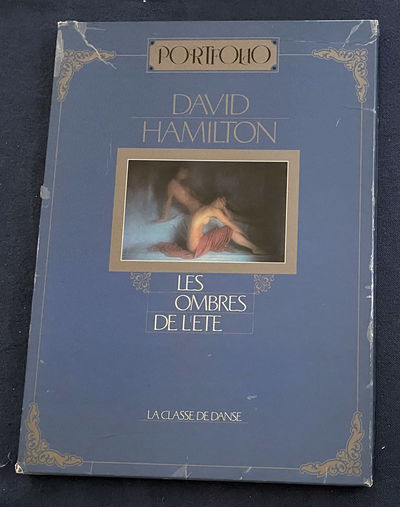 PORTFOLIO
DAVID
HAMILTON
LES
OMBRES
DE L'ETE
LA CLASSE DE DANSE